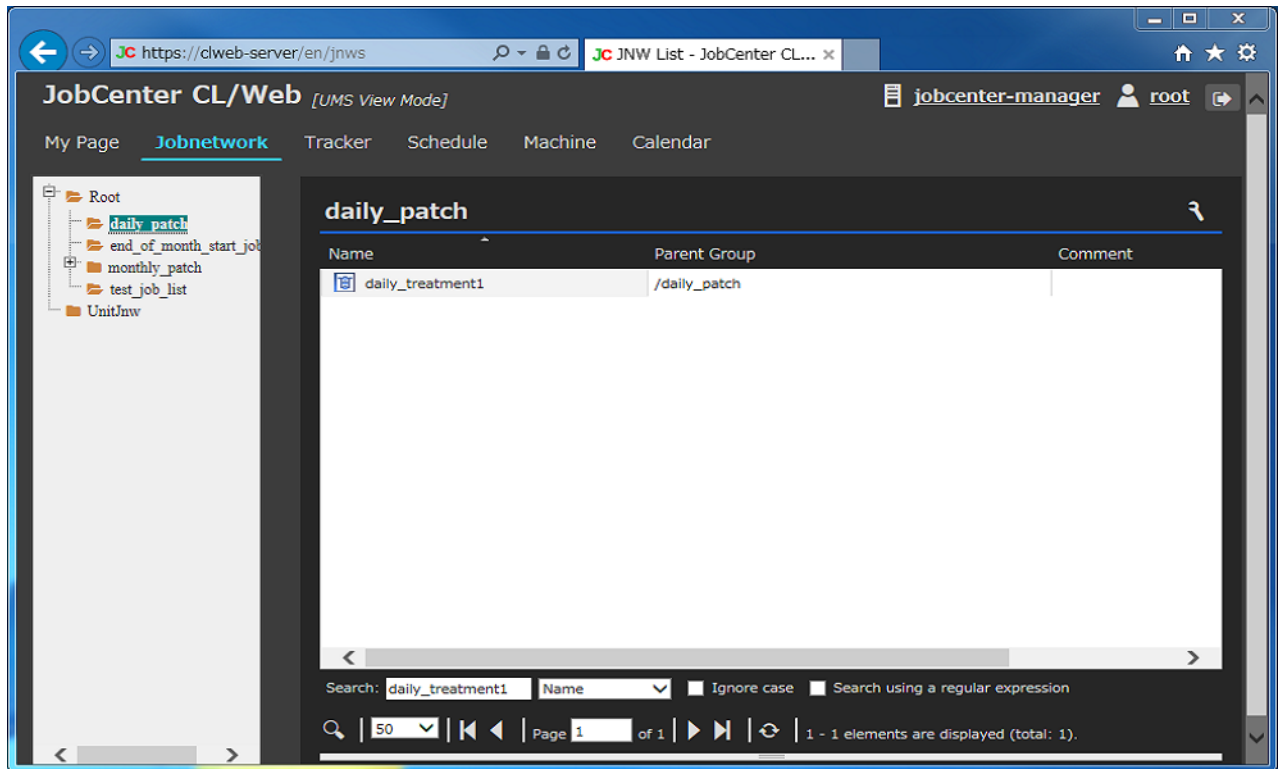 https://clweb-server/en/jnws
JC JNW List - JobCenter CL...
JobCenter CL/Web [UMS View Mode]
jobcenter-manager root
My Page Jobnetwork Tracker Schedule Machine Calendar
Root
daily_patch
end_of_month_start_job
monthly_patch
test_job_list
UnitJnw
daily_patch
Name Parent Group Comment
daily_treatment1 /daily_patch
Search: daily_treatment1 Name Ignore case Search using a regular expression
50 Page 1 of 1 1 - 1 elements are displayed (total: 1).